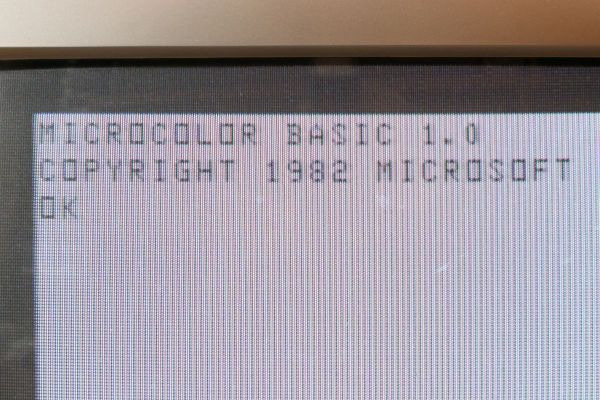 MICROCOLOR BASIC 1.0
COPYRIGHT 1982 MICROSOFT
OK